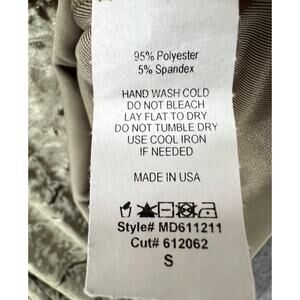 95% Polyester
5% Spandex
HAND WASH COLD
DO NOT BLEACH
LAY FLAT TO DRY
DO NOT TUMBLE DRY
USE COOL IRON
IF NEEDED
MADE IN USA
Style# MD611211
Cut# 612062
S